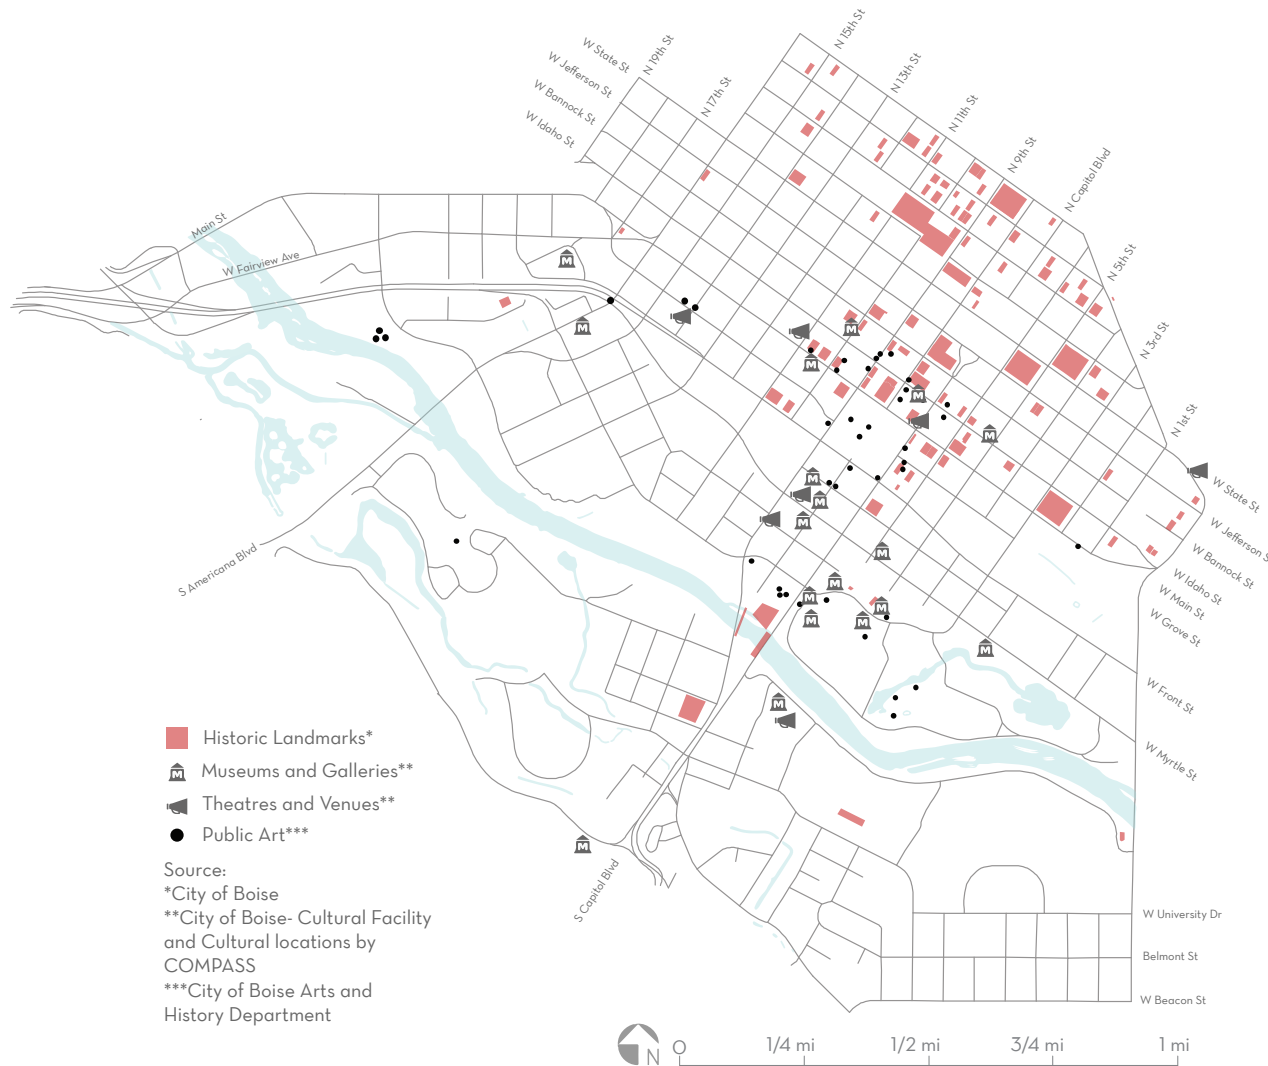 N 15th St
N 19th St
N 13th St
W State St
W Jefferson St
N 17th St
N 11th St
W Bannock St
N 9th St
W Idaho St
N Capitol Blvd
Main St
N 5th St
W Fairview Ave
N 3rd St
N 1st St
W State St
W Jefferson S
W Bannock St
S Americana Blvd
W Idaho St
W Main St
W Grove St
W Front St
W Myrtle St
Historic Landmarks*
M Museums and Galleries**
Theatres and Venues**
Public Art***
Source:
*City of Boise
**City of Boise- Cultural Facility
and Cultural locations by
COMPASS
***City of Boise Arts and
History Department
S Capitol Blvd
W University Dr
Belmont St
W Beacon St
N
0 1/4 mi 1/2 mi 3/4 mi 1 mi